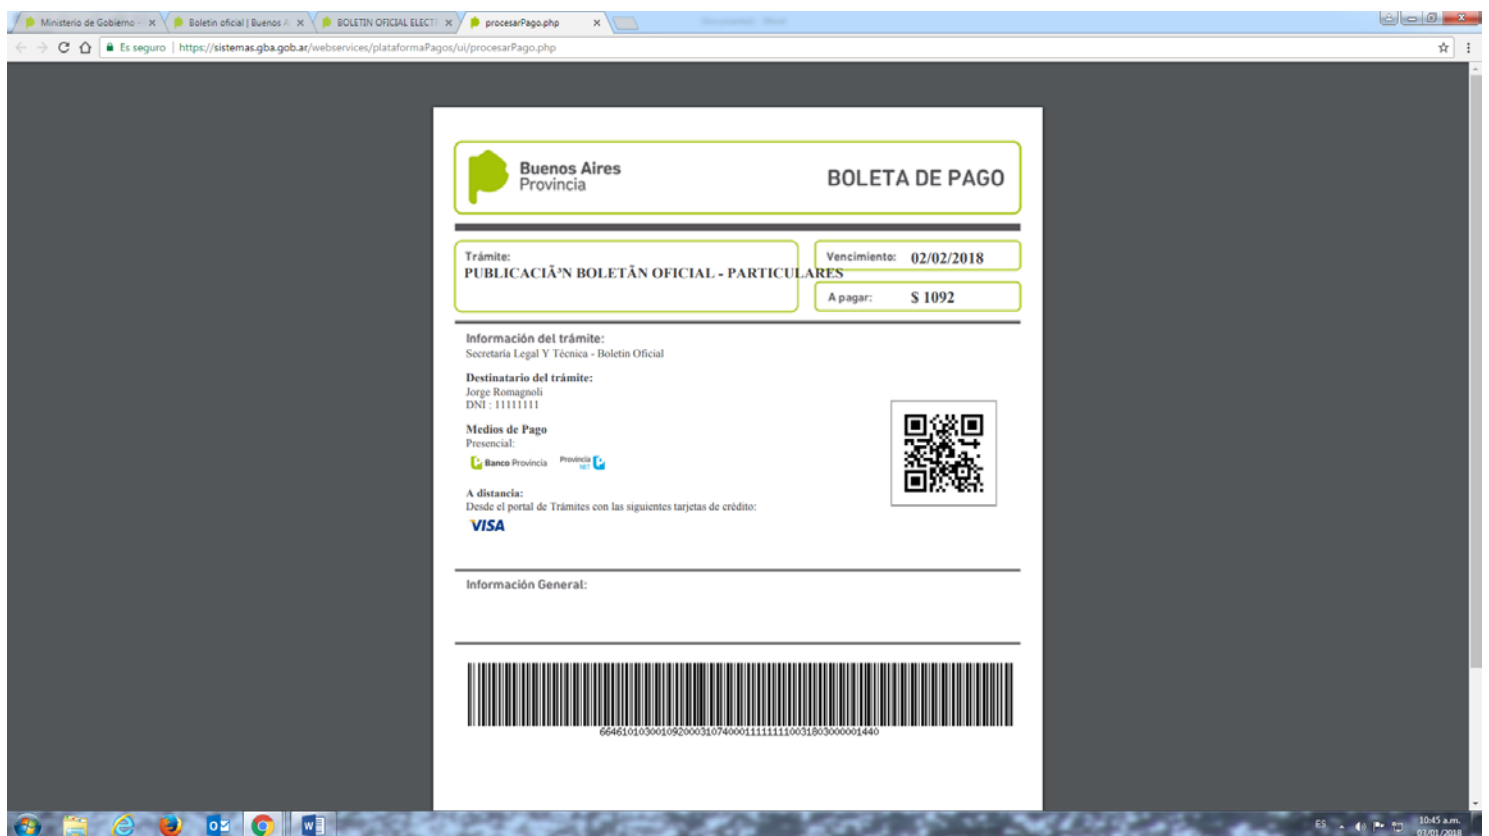 Ministerio de Gobierno -
Boletin oficial | Buenos A
BOLETIN OFICIAL ELECT
procesarPago.php
Es seguro | https://sistemas.gba.gob.ar/webservices/plataformaPagos/ui/procesarPago.php
Buenos Aires
Provincia
BOLETA DE PAGO
Trámite:
PUBLICACIÃ³N BOLETÃN OFICIAL - PARTICULARES
Vencimiento: 02/02/2018
A pagar: $ 1092
Información del trámite:
Secretaría Legal Y Técnica - Boletin Oficial
Destinatario del trámite:
Jorge Romagnoli
DNI : 11111111
Medios de Pago
Presencial:
Banco Provincia
Provincia
NET
A distancia:
Desde el portal de Trámites con las siguientes tarjetas de crédito:
VISA
Información General:
ES
10:45 a.m.
03/01/2018